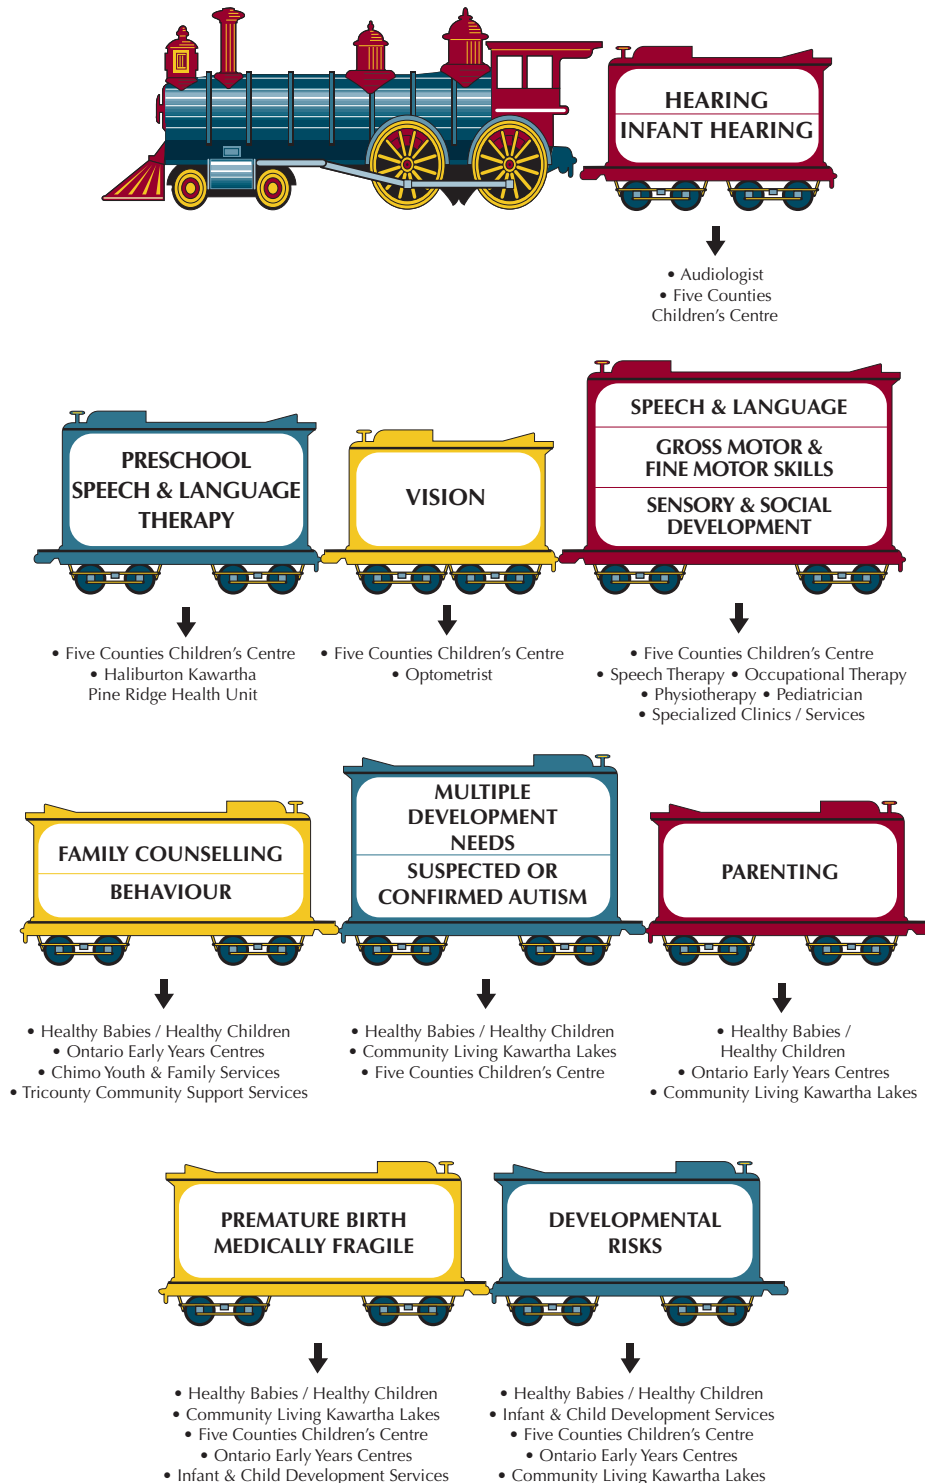 HEARING
INFANT HEARING
• Audiologist
• Five Counties
Children's Centre
PRESCHOOL
SPEECH & LANGUAGE
THERAPY
• Five Counties Children's Centre
• Haliburton Kawartha
Pine Ridge Health Unit
VISION
• Five Counties Children's Centre
• Optometrist
SPEECH & LANGUAGE
GROSS MOTOR &
FINE MOTOR SKILLS
SENSORY & SOCIAL
DEVELOPMENT
• Five Counties Children's Centre
• Speech Therapy • Occupational Therapy
• Physiotherapy • Pediatrician
• Specialized Clinics / Services
FAMILY COUNSELLING
BEHAVIOUR
• Healthy Babies / Healthy Children
• Ontario Early Years Centres
• Chimo Youth & Family Services
• Tricounty Community Support Services
MULTIPLE
DEVELOPMENT
NEEDS
SUSPECTED OR
CONFIRMED AUTISM
• Healthy Babies / Healthy Children
• Community Living Kawartha Lakes
• Five Counties Children's Centre
PARENTING
• Healthy Babies /
Healthy Children
• Ontario Early Years Centres
• Community Living Kawartha Lakes
PREMATURE BIRTH
MEDICALLY FRAGILE
• Healthy Babies / Healthy Children
• Community Living Kawartha Lakes
• Five Counties Children's Centre
• Ontario Early Years Centres
• Infant & Child Development Services
DEVELOPMENTAL
RISKS
• Healthy Babies / Healthy Children
• Infant & Child Development Services
• Five Counties Children's Centre
• Ontario Early Years Centres
• Community Living Kawartha Lakes